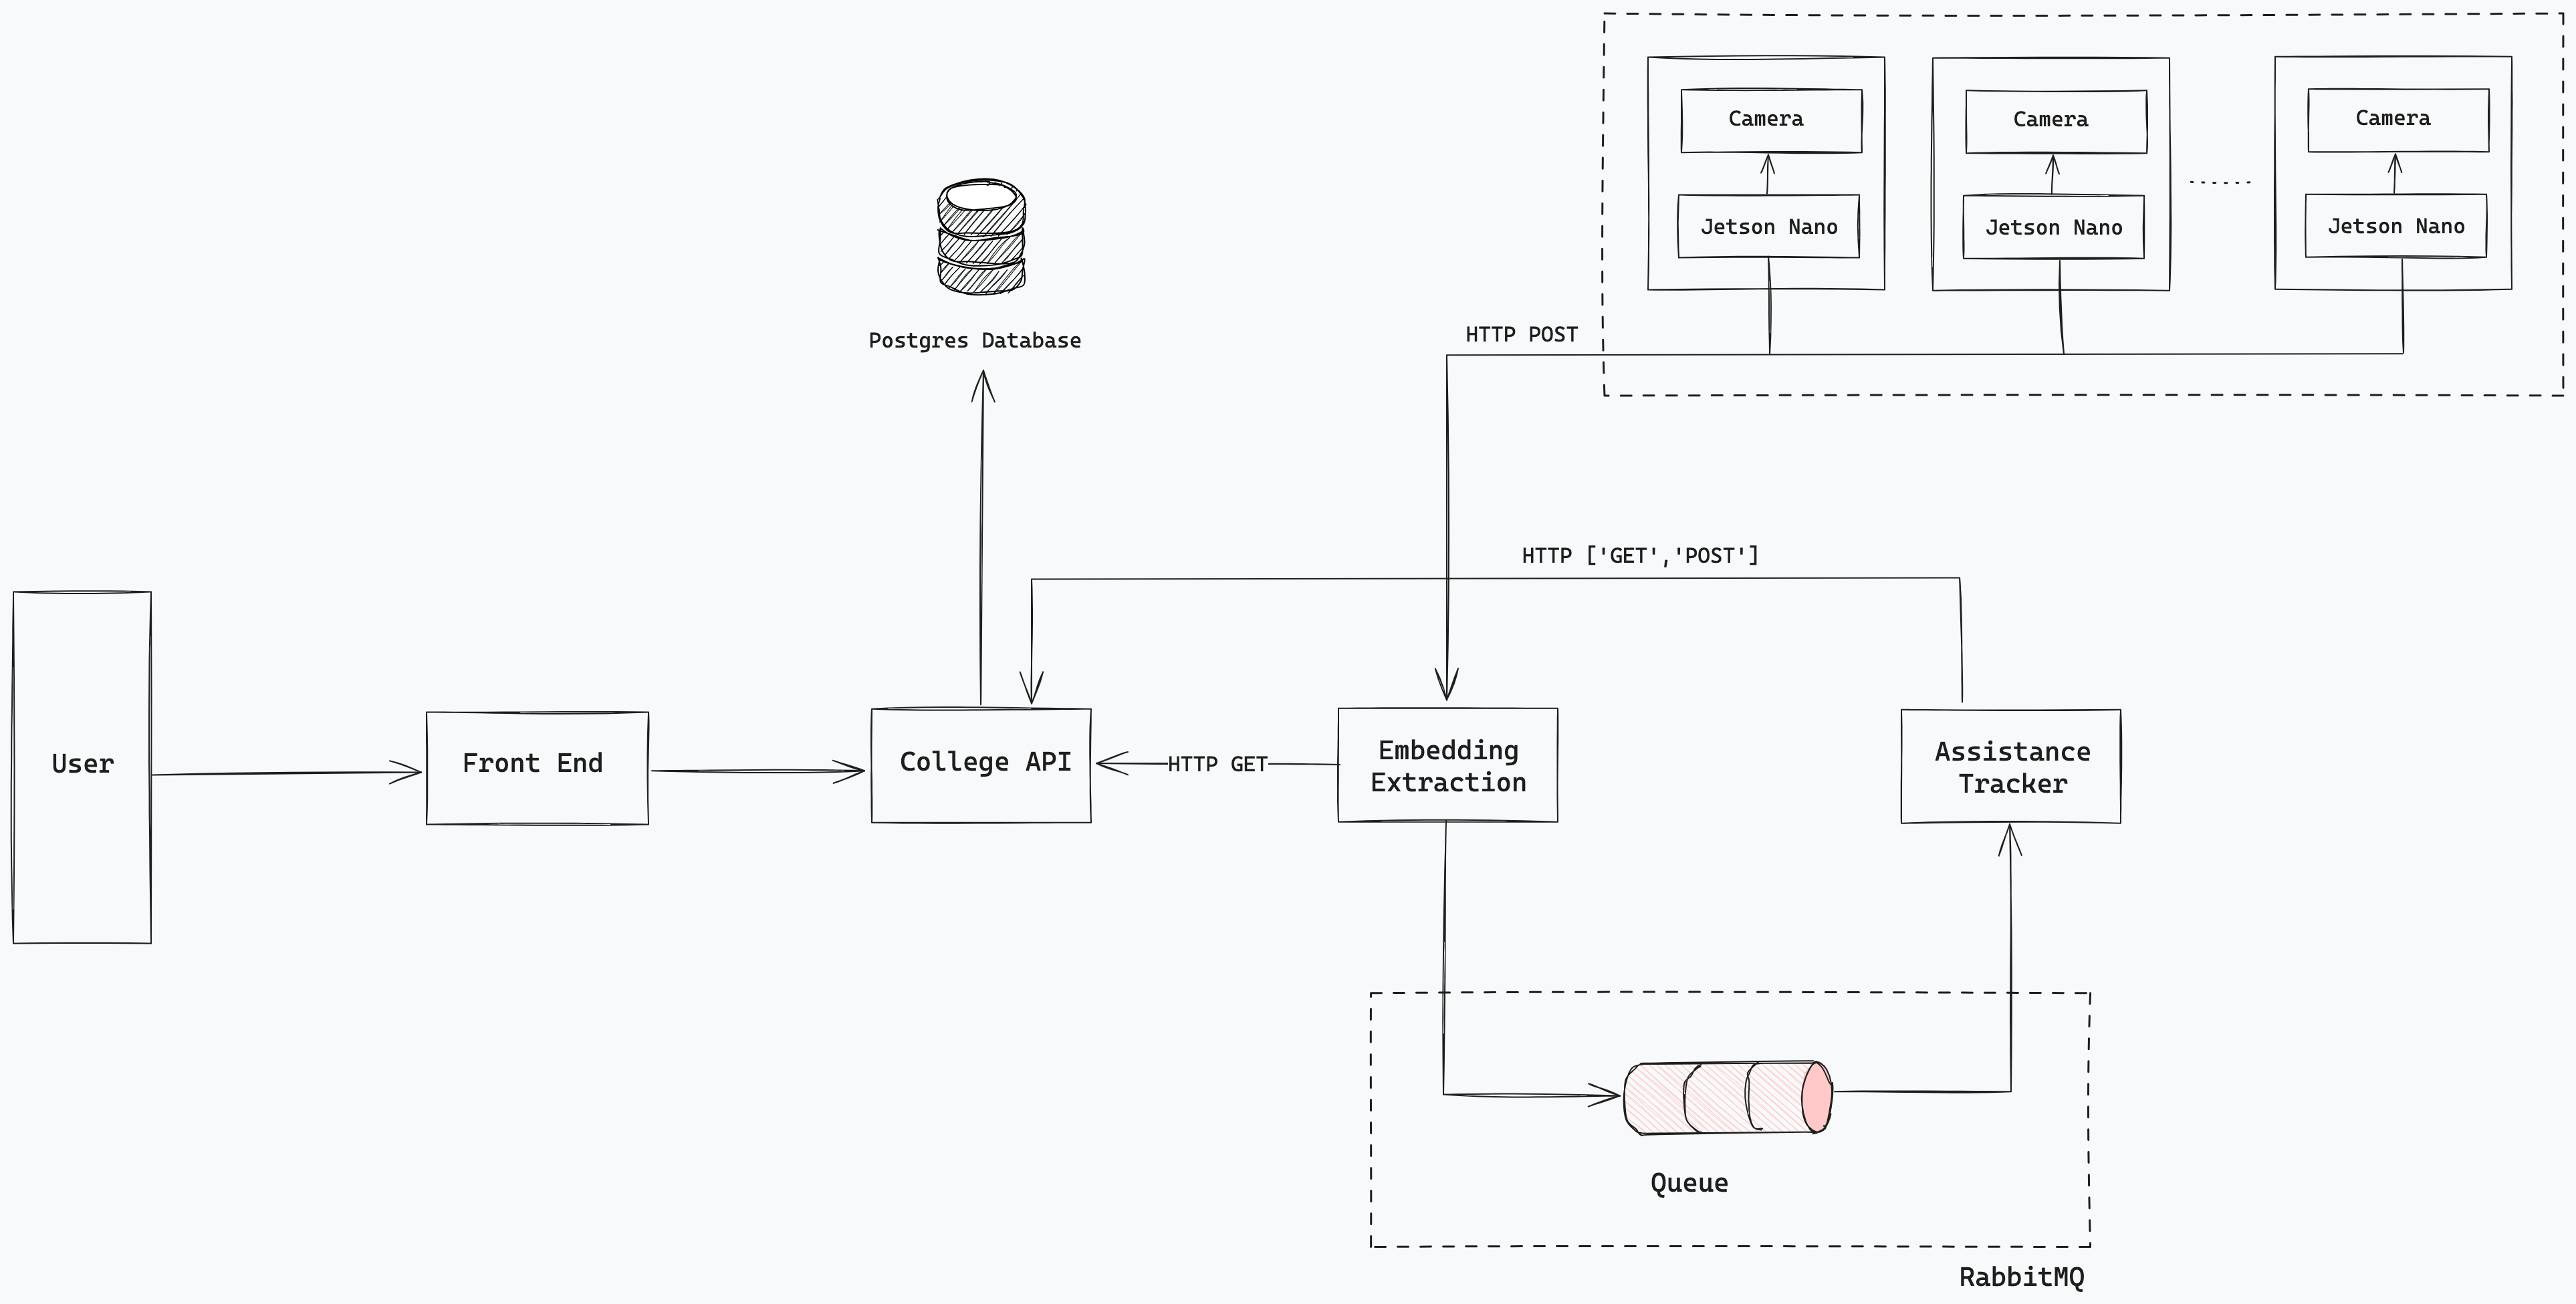 Camera
Camera
Camera
Jetson Nano
Jetson Nano
Jetson Nano
HTTP POST
Postgres Database
HTTP ['GET','POST']
User
Front End
College API
HTTP GET
Embedding
Extraction
Assistance
Tracker
Queue
RabbitMQ